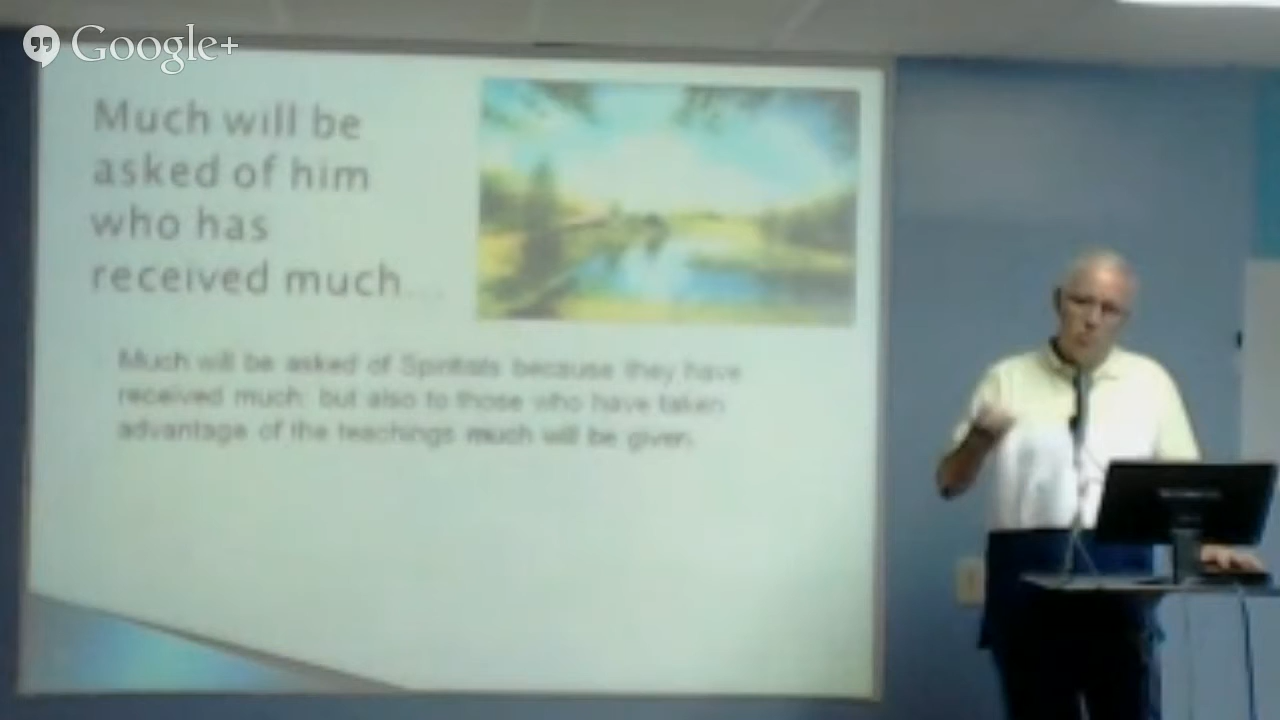 Google+
Much will be
asked of him
who has
received much...
Much will be asked of Spiritists because they have
received much: but also to those who have taken
advantage of the teachings much will be given.